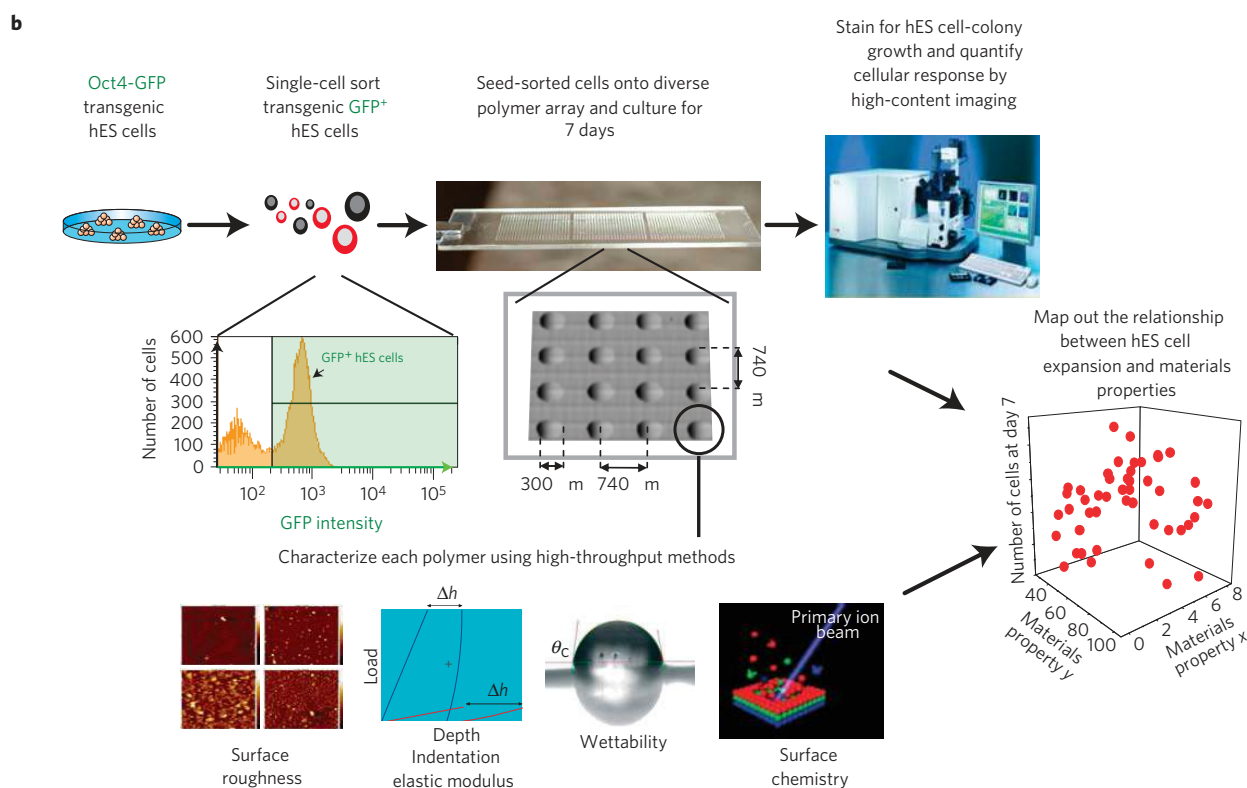 b
Oct4-GFP
transgenic
hES cells
Single-cell sort
transgenic GFP+
hES cells
Seed-sorted cells onto diverse
polymer array and culture for
7 days
Stain for hES cell-colony
growth and quantify
cellular response by
high-content imaging
Number of cells
600
500
400
300
200
100
0
GFP+ hES cells
10²
10³
10⁴
10⁵
GFP intensity
740 m
300 m
740 m
Map out the relationship
between hES cell
expansion and materials
properties
Number of cells at day 7
40
60
80
100
Materials
property y
0
2
4
6
8
Materials
property x
Characterize each polymer using high-throughput methods
Surface
roughness
Δh
Load
Δh
Depth
Indentation
elastic modulus
θC
Wettability
Primary ion
beam
Surface
chemistry